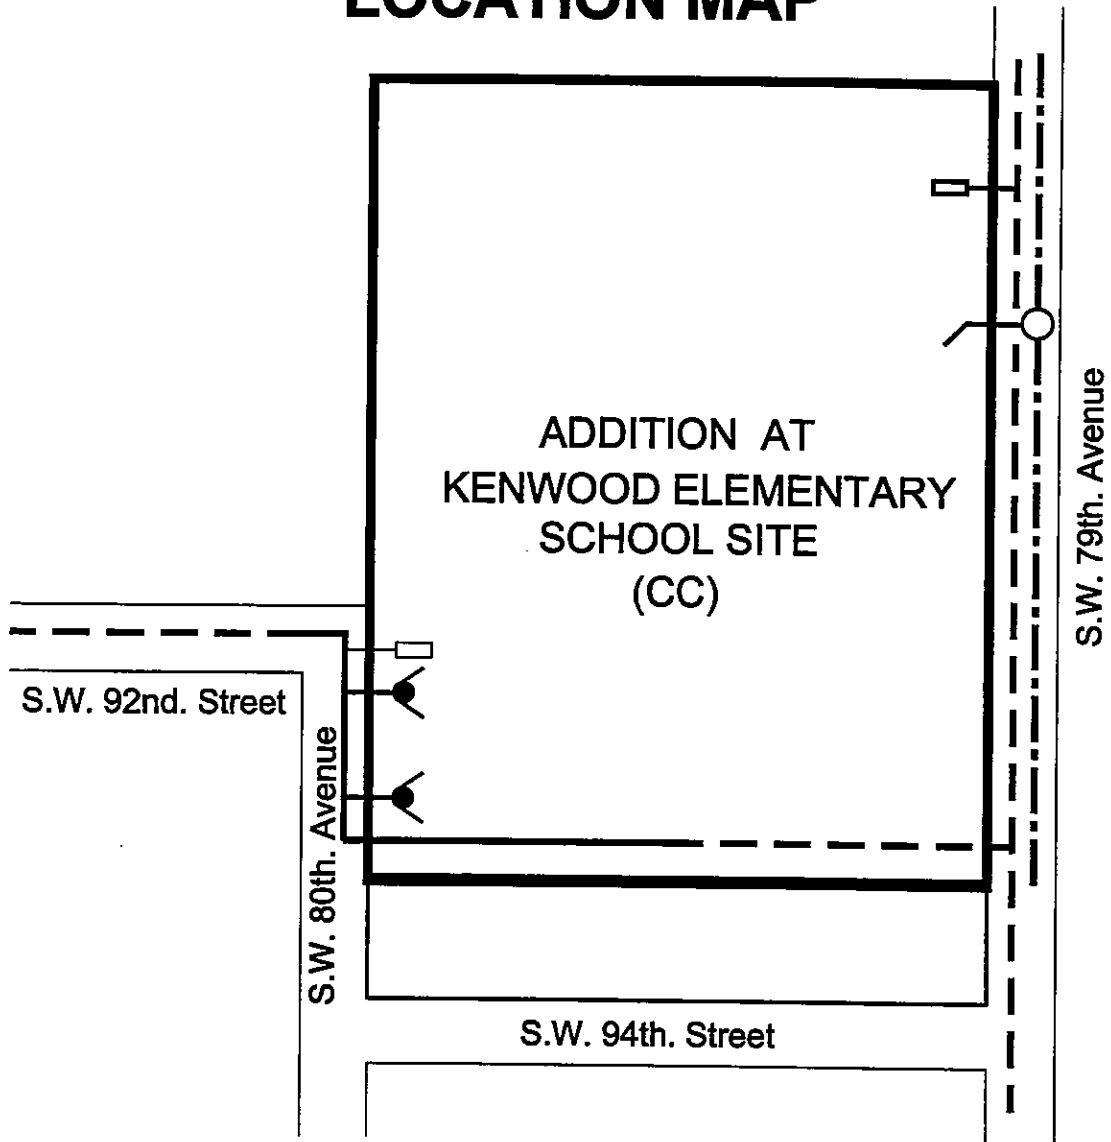 LOCATION MAP
ADDITION AT
KENWOOD ELEMENTARY
SCHOOL SITE
(CC)
S.W. 79th. Avenue
S.W. 92nd. Street
S.W. 80th. Avenue
S.W. 94th. Street